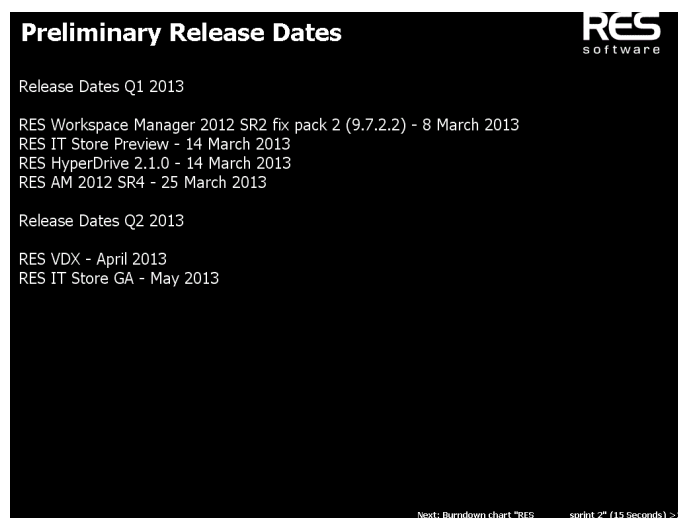 Preliminary Release Dates
RES
software
Release Dates Q1 2013
RES Workspace Manager 2012 SR2 fix pack 2 (9.7.2.2) - 8 March 2013
RES IT Store Preview - 14 March 2013
RES HyperDrive 2.1.0 - 14 March 2013
RES AM 2012 SR4 - 25 March 2013
Release Dates Q2 2013
RES VDX - April 2013
RES IT Store GA - May 2013
Next: Burndown chart "RES sprint 2" (15 Seconds) >